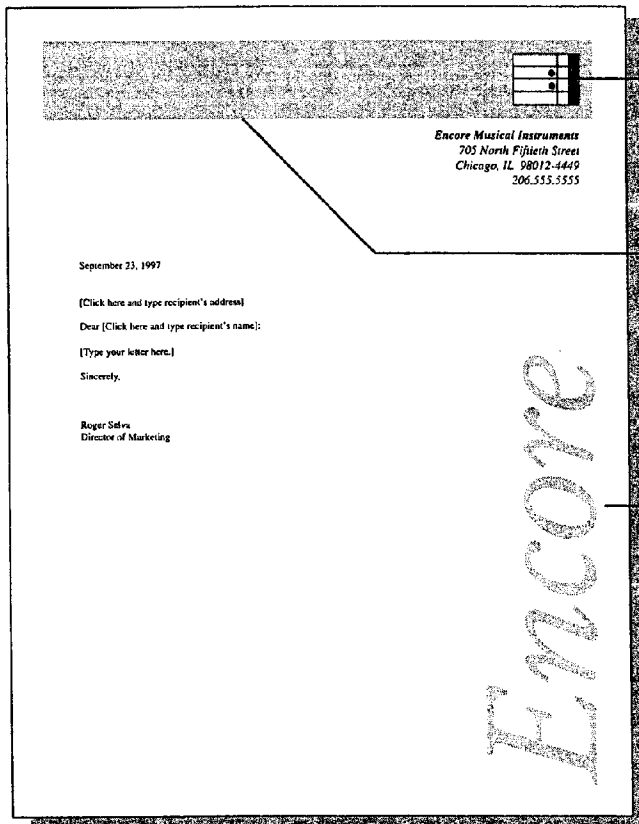 Encore Musical Instruments
705 North Fiftieth Street
Chicago, IL 98012-4449
206.555.5555
September 23, 1997
[Click here and type recipient's address]
Dear [Click here and type recipient's name]:
[Type your letter here.]
Sincerely,
Roger Selva
Director of Marketing
Encore